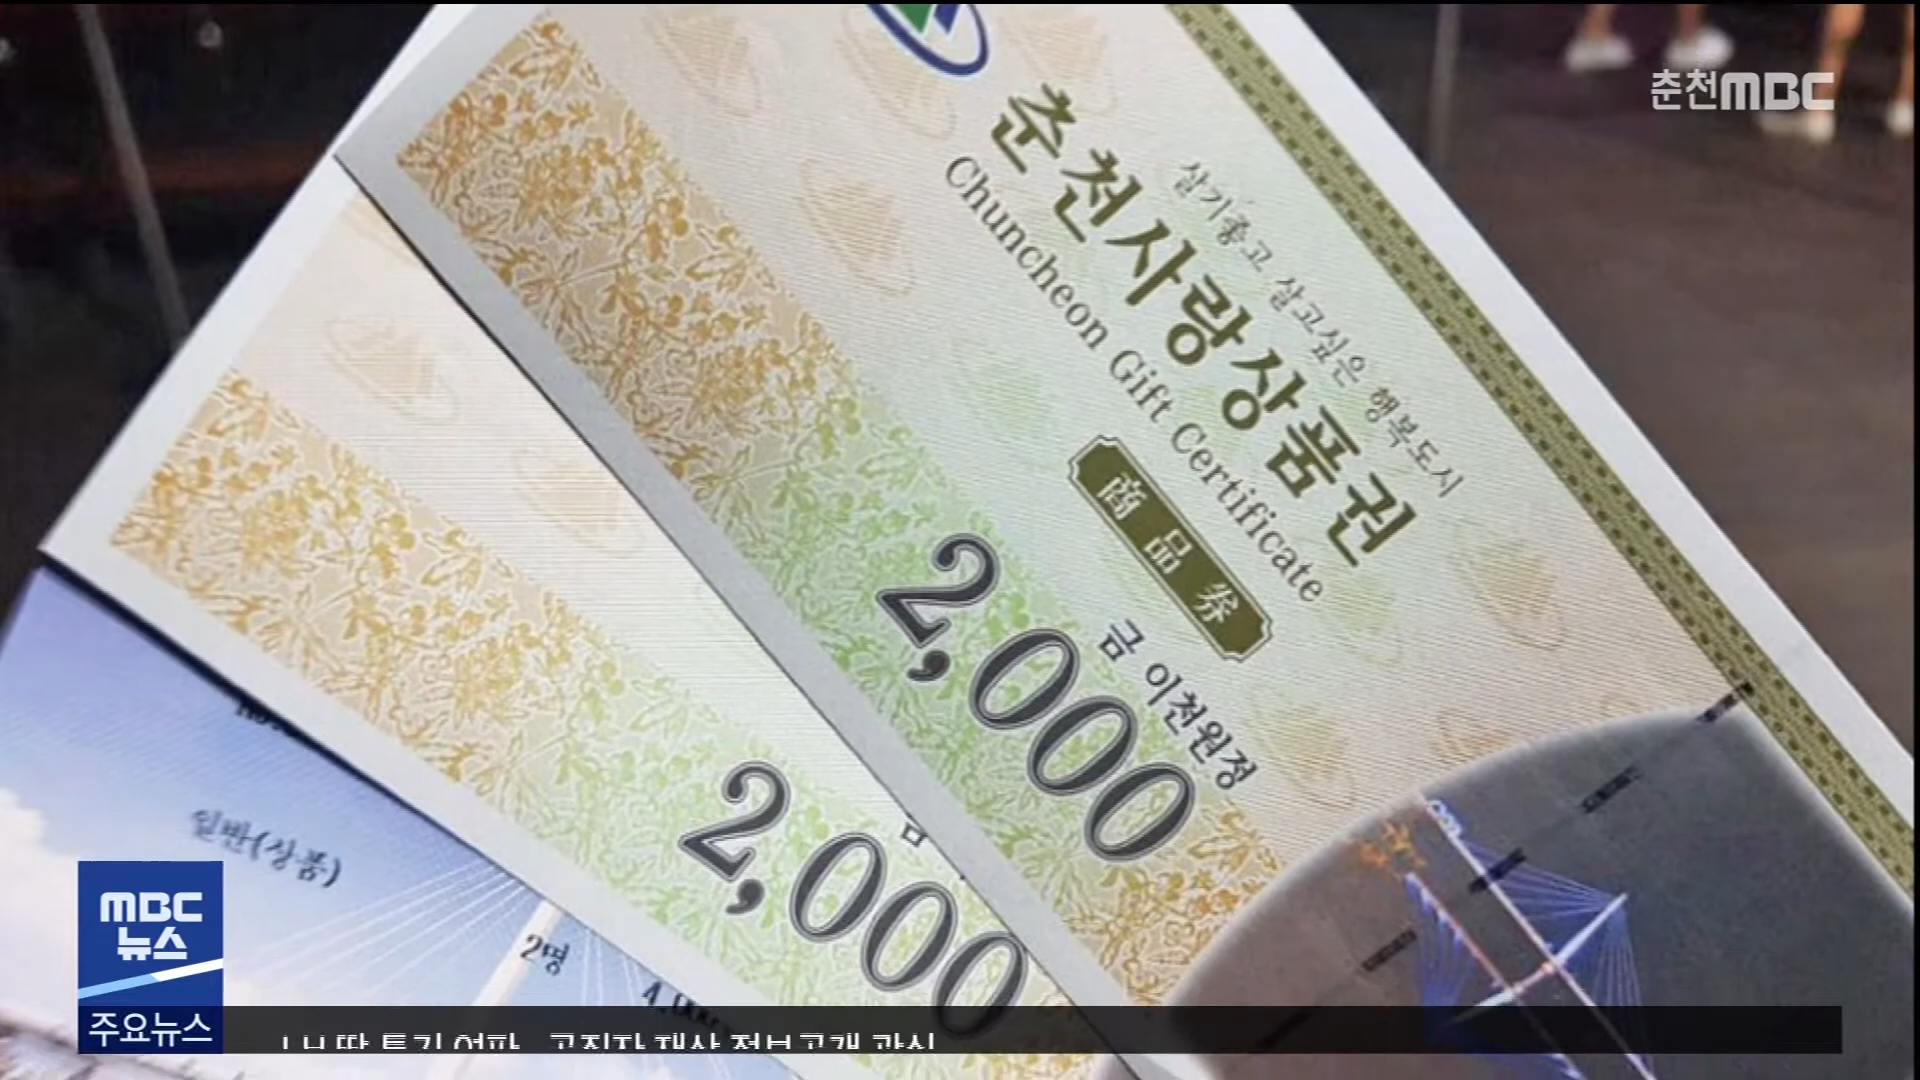 춘천MBC
살기좋고 살고싶은 행복도시
춘천사랑상품권
Chuncheon Gift Certificate
商品券
금 이천원정
2,000
2,000
일반(상품)
2명
MBC
뉴스
주요뉴스